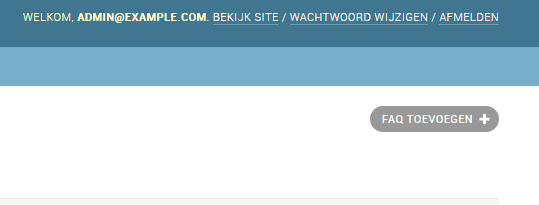 WELKOM, ADMIN@EXAMPLE.COM. BEKIJK SITE / WACHTWOORD WIJZIGEN / AFMELDEN
FAQ TOEVOEGEN